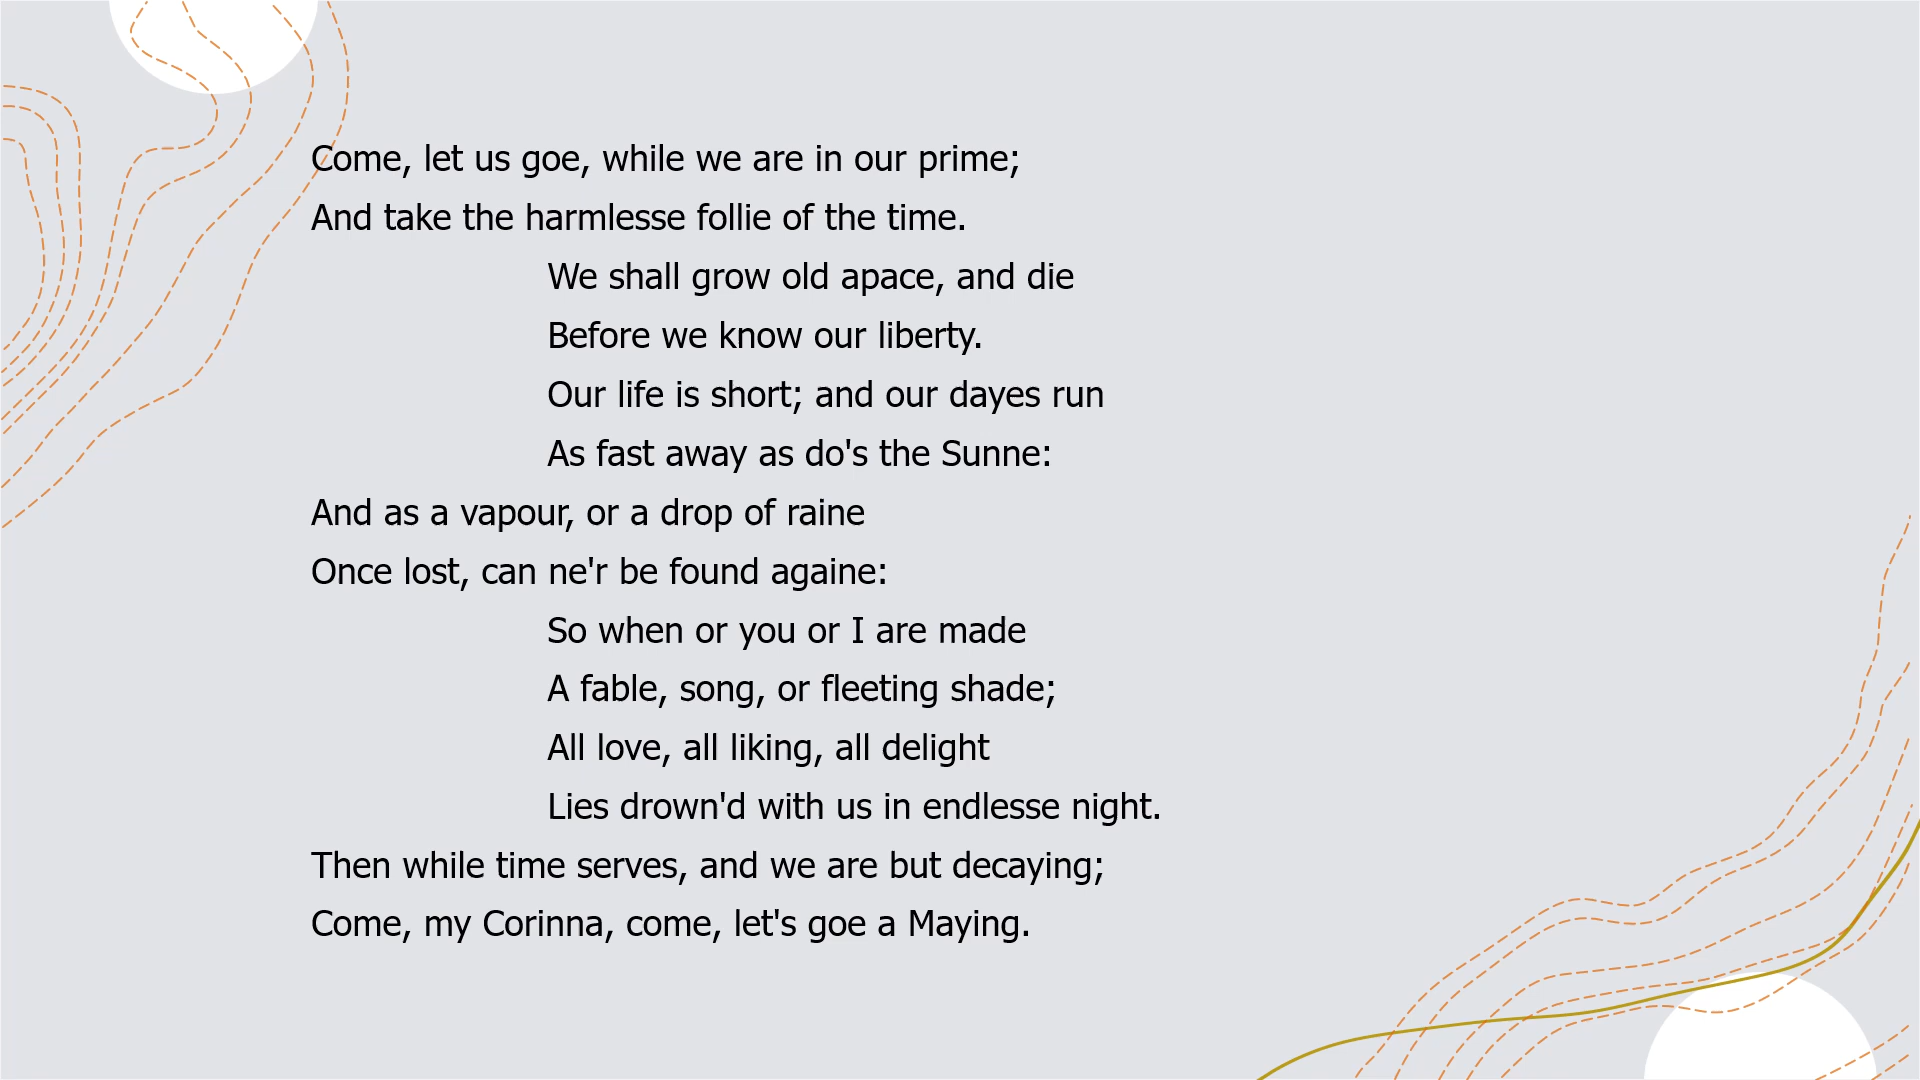 Come, let us goe, while we are in our prime;
And take the harmlesse follie of the time.
We shall grow old apace, and die
Before we know our liberty.
Our life is short; and our dayes run
As fast away as do's the Sunne:
And as a vapour, or a drop of raine
Once lost, can ne'r be found againe:
So when or you or I are made
A fable, song, or fleeting shade;
All love, all liking, all delight
Lies drown'd with us in endlesse night.
Then while time serves, and we are but decaying;
Come, my Corinna, come, let's goe a Maying.